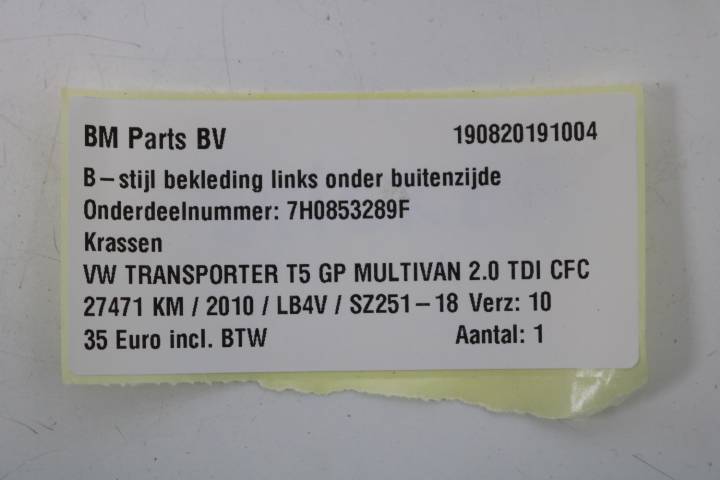 BM Parts BV 190820191004
B-stijl bekleding links onder buitenzijde
Onderdeelnummer: 7H0853289F
Krassen
VW TRANSPORTER T5 GP MULTIVAN 2.0 TDI CFC
27471 KM / 2010 / LB4V / SZ251-18 Verz: 10
35 Euro incl. BTW Aantal: 1